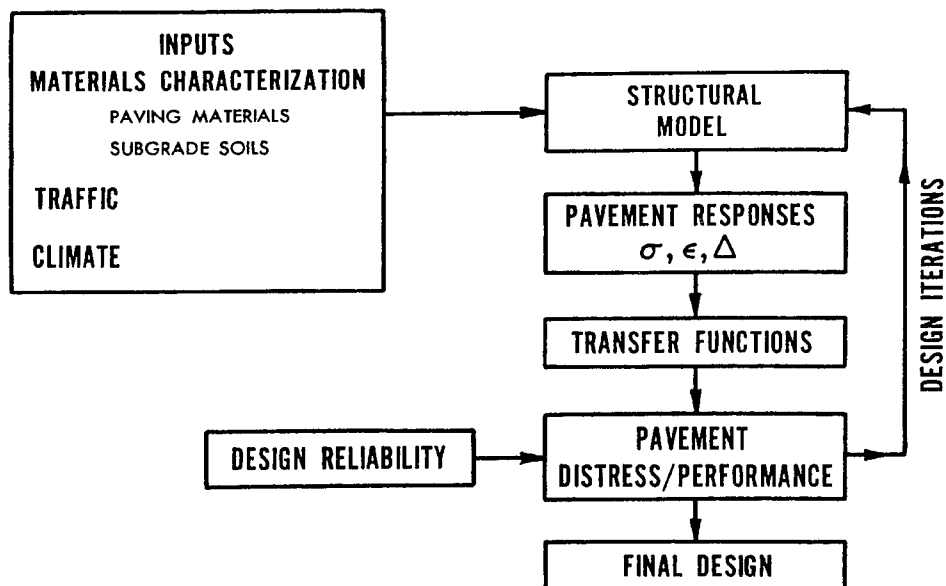 INPUTS
MATERIALS CHARACTERIZATION
PAVING MATERIALS
SUBGRADE SOILS
TRAFFIC
CLIMATE
STRUCTURAL
MODEL
PAVEMENT RESPONSES
σ, ϵ, Δ
TRANSFER FUNCTIONS
DESIGN RELIABILITY
PAVEMENT
DISTRESS/PERFORMANCE
FINAL DESIGN
DESIGN ITERATIONS